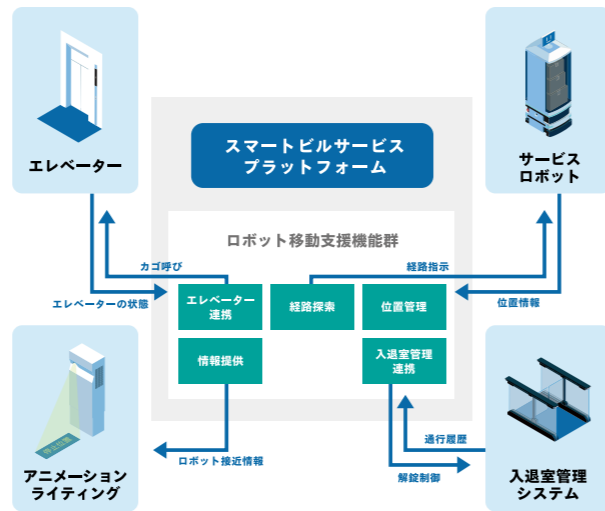 エレベーター
スマートビルサービス
プラットフォーム
サービス
ロボット
ロボット移動支援機能群
カゴ呼び
経路指示
エレベーターの状態
位置情報
エレベーター
連携
経路探索
位置管理
情報提供
入退室管理
連携
通行履歴
ロボット接近情報
解錠制御
停止位置
アニメーション
ライティング
入退室管理
システム